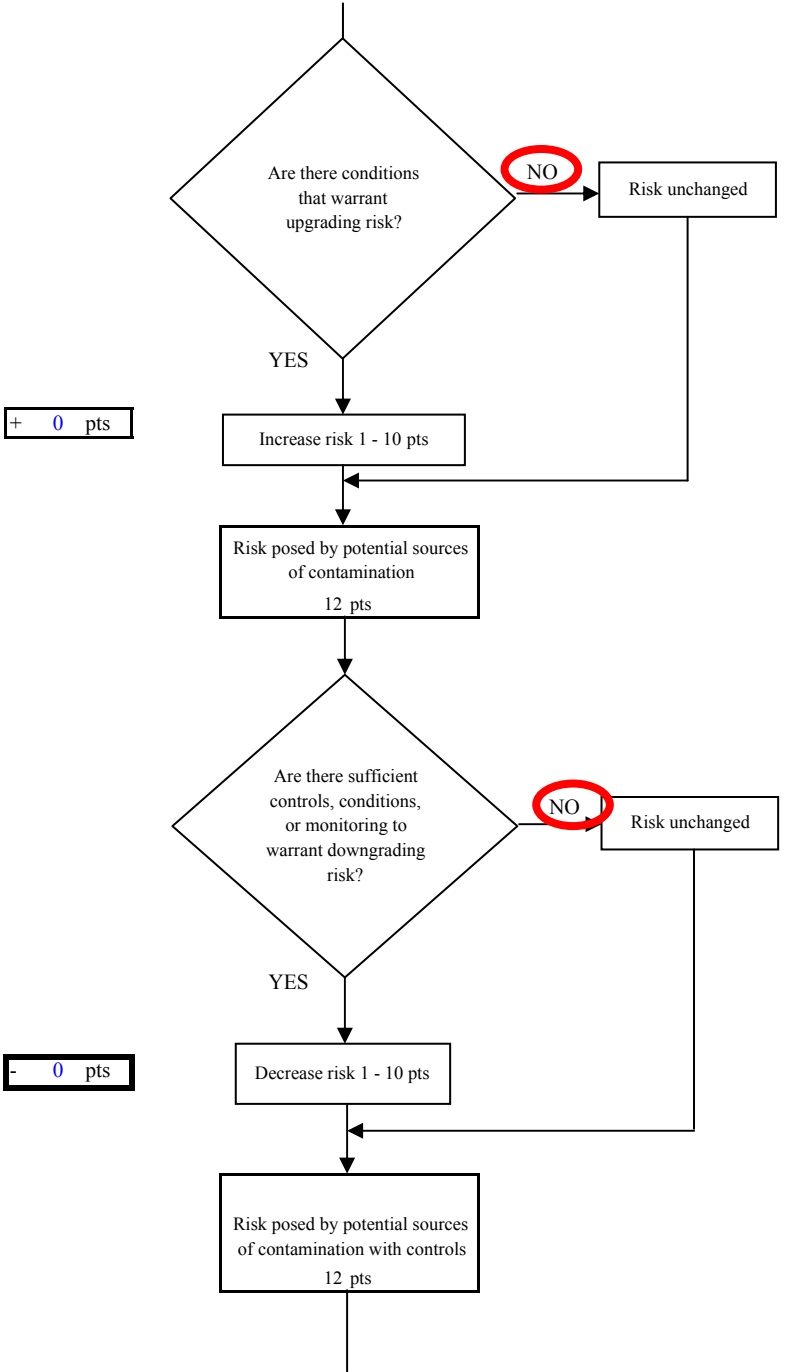 Are there conditions
that warrant
upgrading risk?
NO
Risk unchanged
YES
+ 0 pts
Increase risk 1 - 10 pts
Risk posed by potential sources
of contamination
12 pts
Are there sufficient
controls, conditions,
or monitoring to
warrant downgrading
risk?
NO
Risk unchanged
YES
- 0 pts
Decrease risk 1 - 10 pts
Risk posed by potential sources
of contamination with controls
12 pts